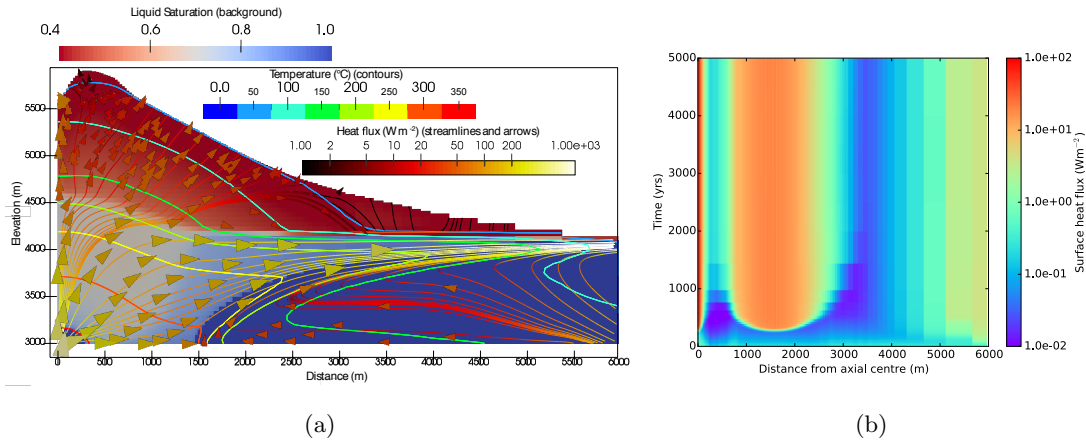 Liquid Saturation (background)
0.4 0.6 0.8 1.0
Temperature (°C) (contours)
0.0 50 100 150 200 250 300 350
Heat flux (W m⁻²) (streamlines and arrows)
1.00 2 5 10 20 50 100 200 1.00e+03
Elevation (m)
5500
5000
4500
4000
3500
3000
0 500 1000 1500 2000 2500 3000 3500 4000 4500 5000 5500 6000
Distance (m)
(a)
Time (yrs)
5000
4000
3000
2000
1000
0
0 1000 2000 3000 4000 5000 6000
Distance from axial centre (m)
1.0e+02
1.0e+01
1.0e+00
1.0e-01
1.0e-02
Surface heat flux (Wm⁻²)
(b)